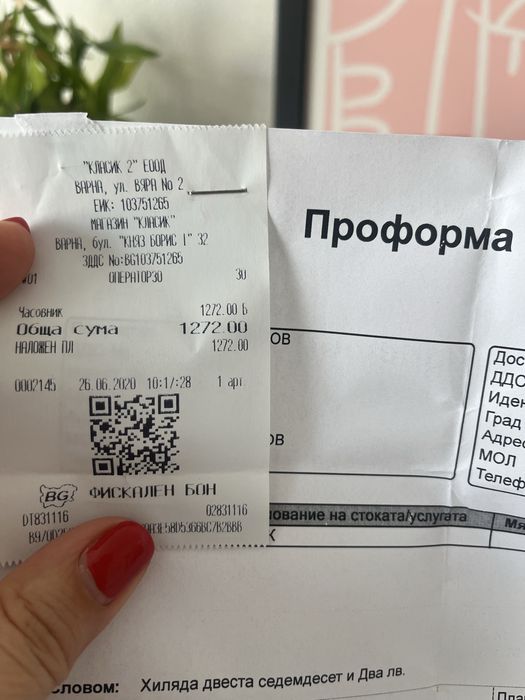 "КЛАСИК 2" ЕООД
ВАРНА, ул. ВЯРА No 2
ЕИК: 103751265
МАГАЗИН "КЛАСИК"
ВАРНА, бул. "КНЯЗ БОРИС I" 32
ЗДДС No:BG103751265
#01 ОПЕРАТОР30 30
Часовник 1272.00 Б
Обща сума 1272.00
НАЛОЖЕН ПЛ 1272.00
0002145 26.06.2020 10:17:28 1 арт
BG ФИСКАЛЕН БОН
DT831116 02831116
Проформа
ОВ
ОВ
Дос
ДДС
Иден
Град
Адрес
МОЛ
Телеф
нование на стоката/услугата Мя
К
словом: Хиляда двеста седемдесет и Два лв.
Пла